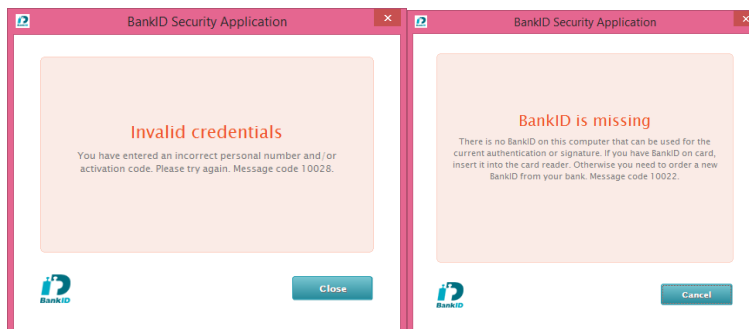 BankID Security Application
Invalid credentials
You have entered an incorrect personal number and/or
activation code. Please try again. Message code 10028.
BankID
Close
BankID Security Application
BankID is missing
There is no BankID on this computer that can be used for the
current authentication or signature. If you have BankID on card,
insert it into the card reader. Otherwise you need to order a new
BankID from your bank. Message code 10022.
BankID
Cancel